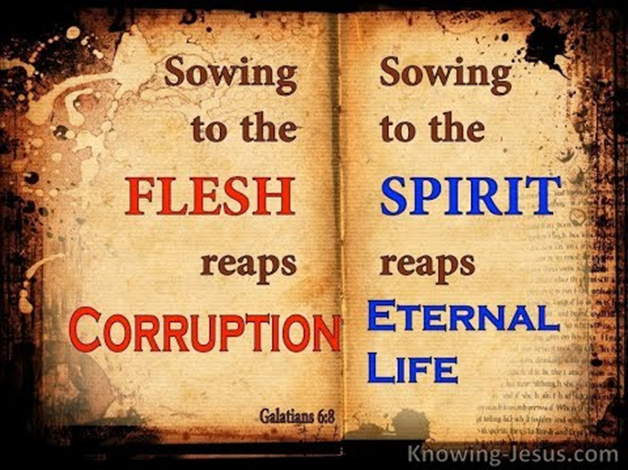 Sowing
to the
FLESH
reaps
CORRUPTION
Galatians 6:8
Sowing
to the
SPIRIT
reaps
ETERNAL
LIFE
Knowing-Jesus.com